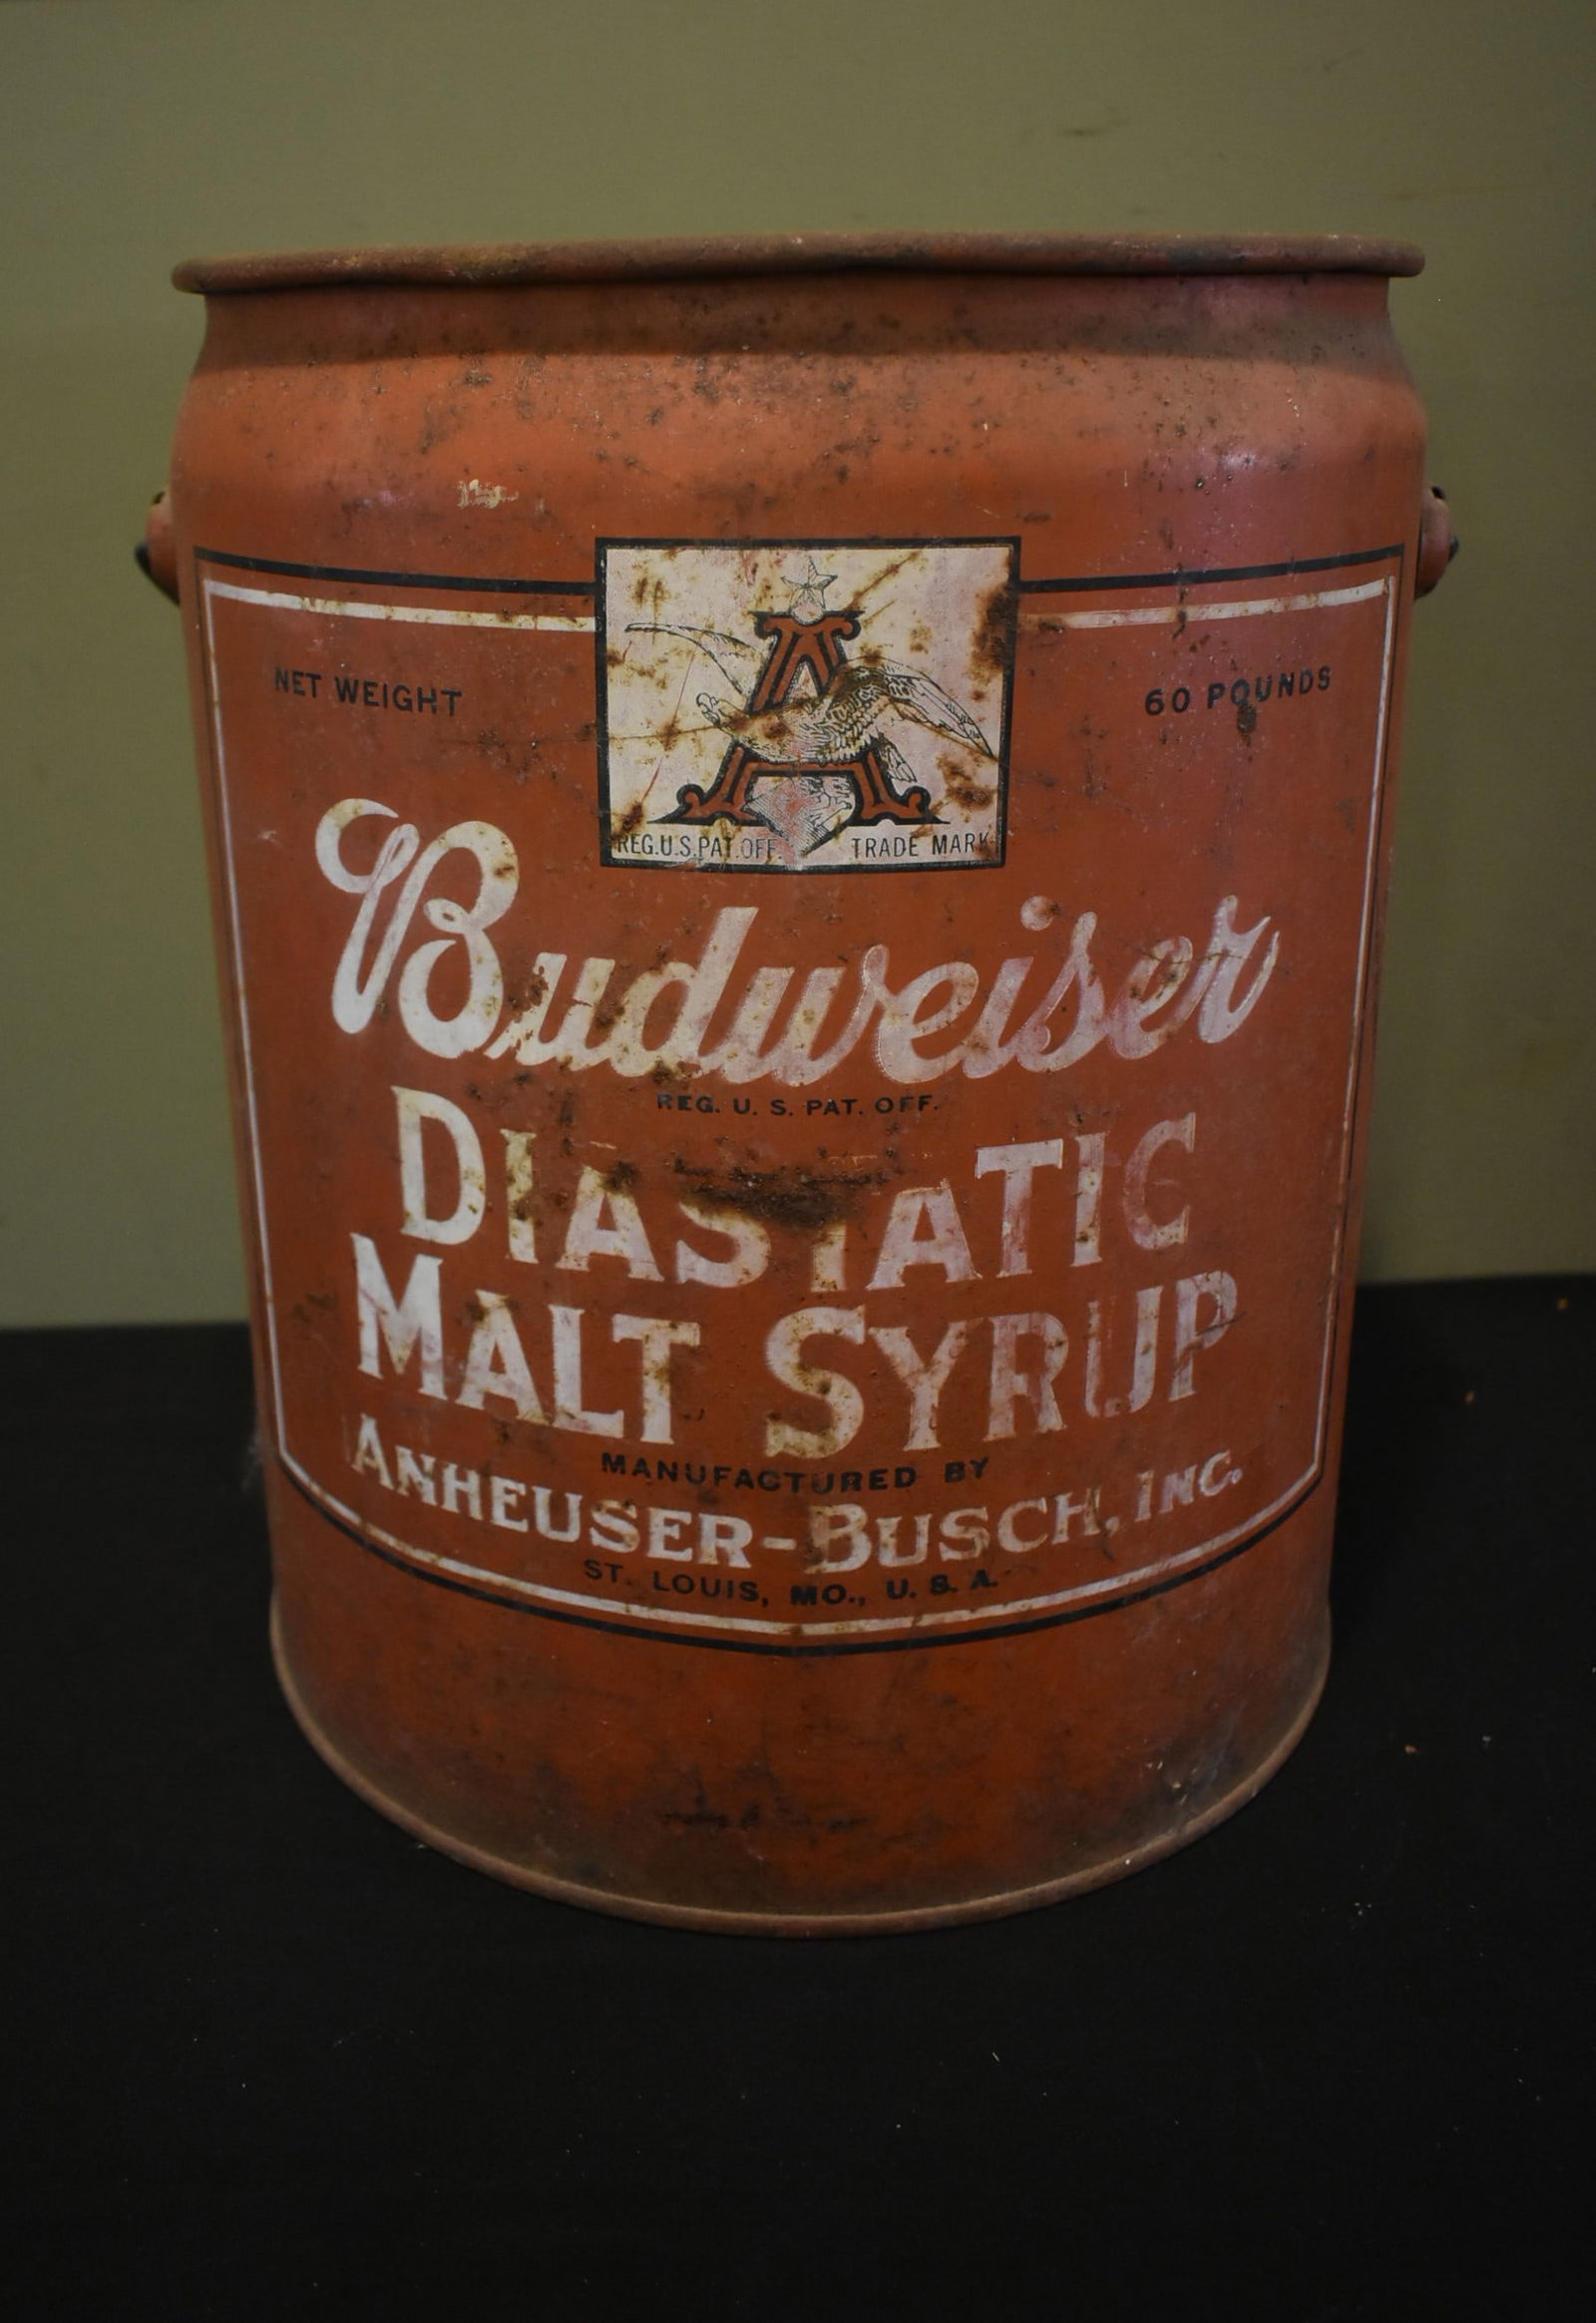 NET WEIGHT 60 POUNDS
A
REG.U.S.PAT.OFF. TRADE MARK
Budweiser
REG. U. S. PAT. OFF.
DIASTATIC
MALT SYRUP
MANUFACTURED BY
ANHEUSER-BUSCH, INC.
ST. LOUIS, MO., U. S. A.